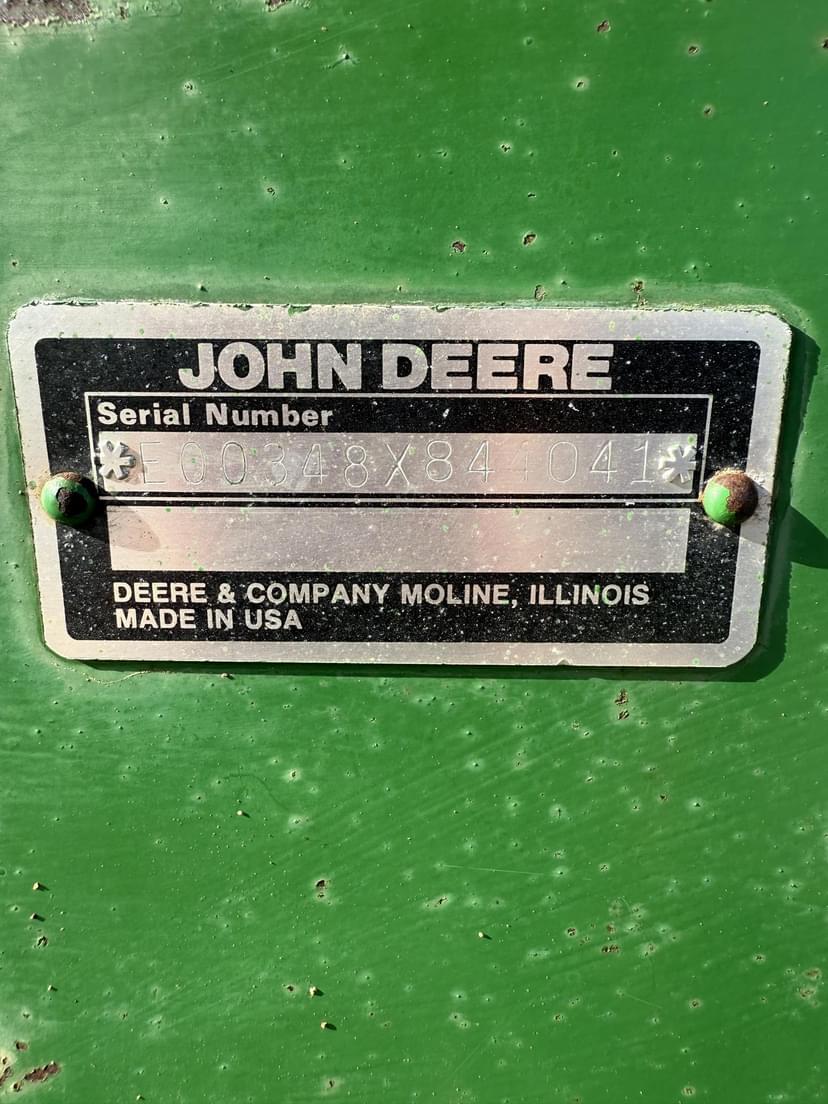 JOHN DEERE
Serial Number
*E00348X841041*
DEERE & COMPANY MOLINE, ILLINOIS
MADE IN USA